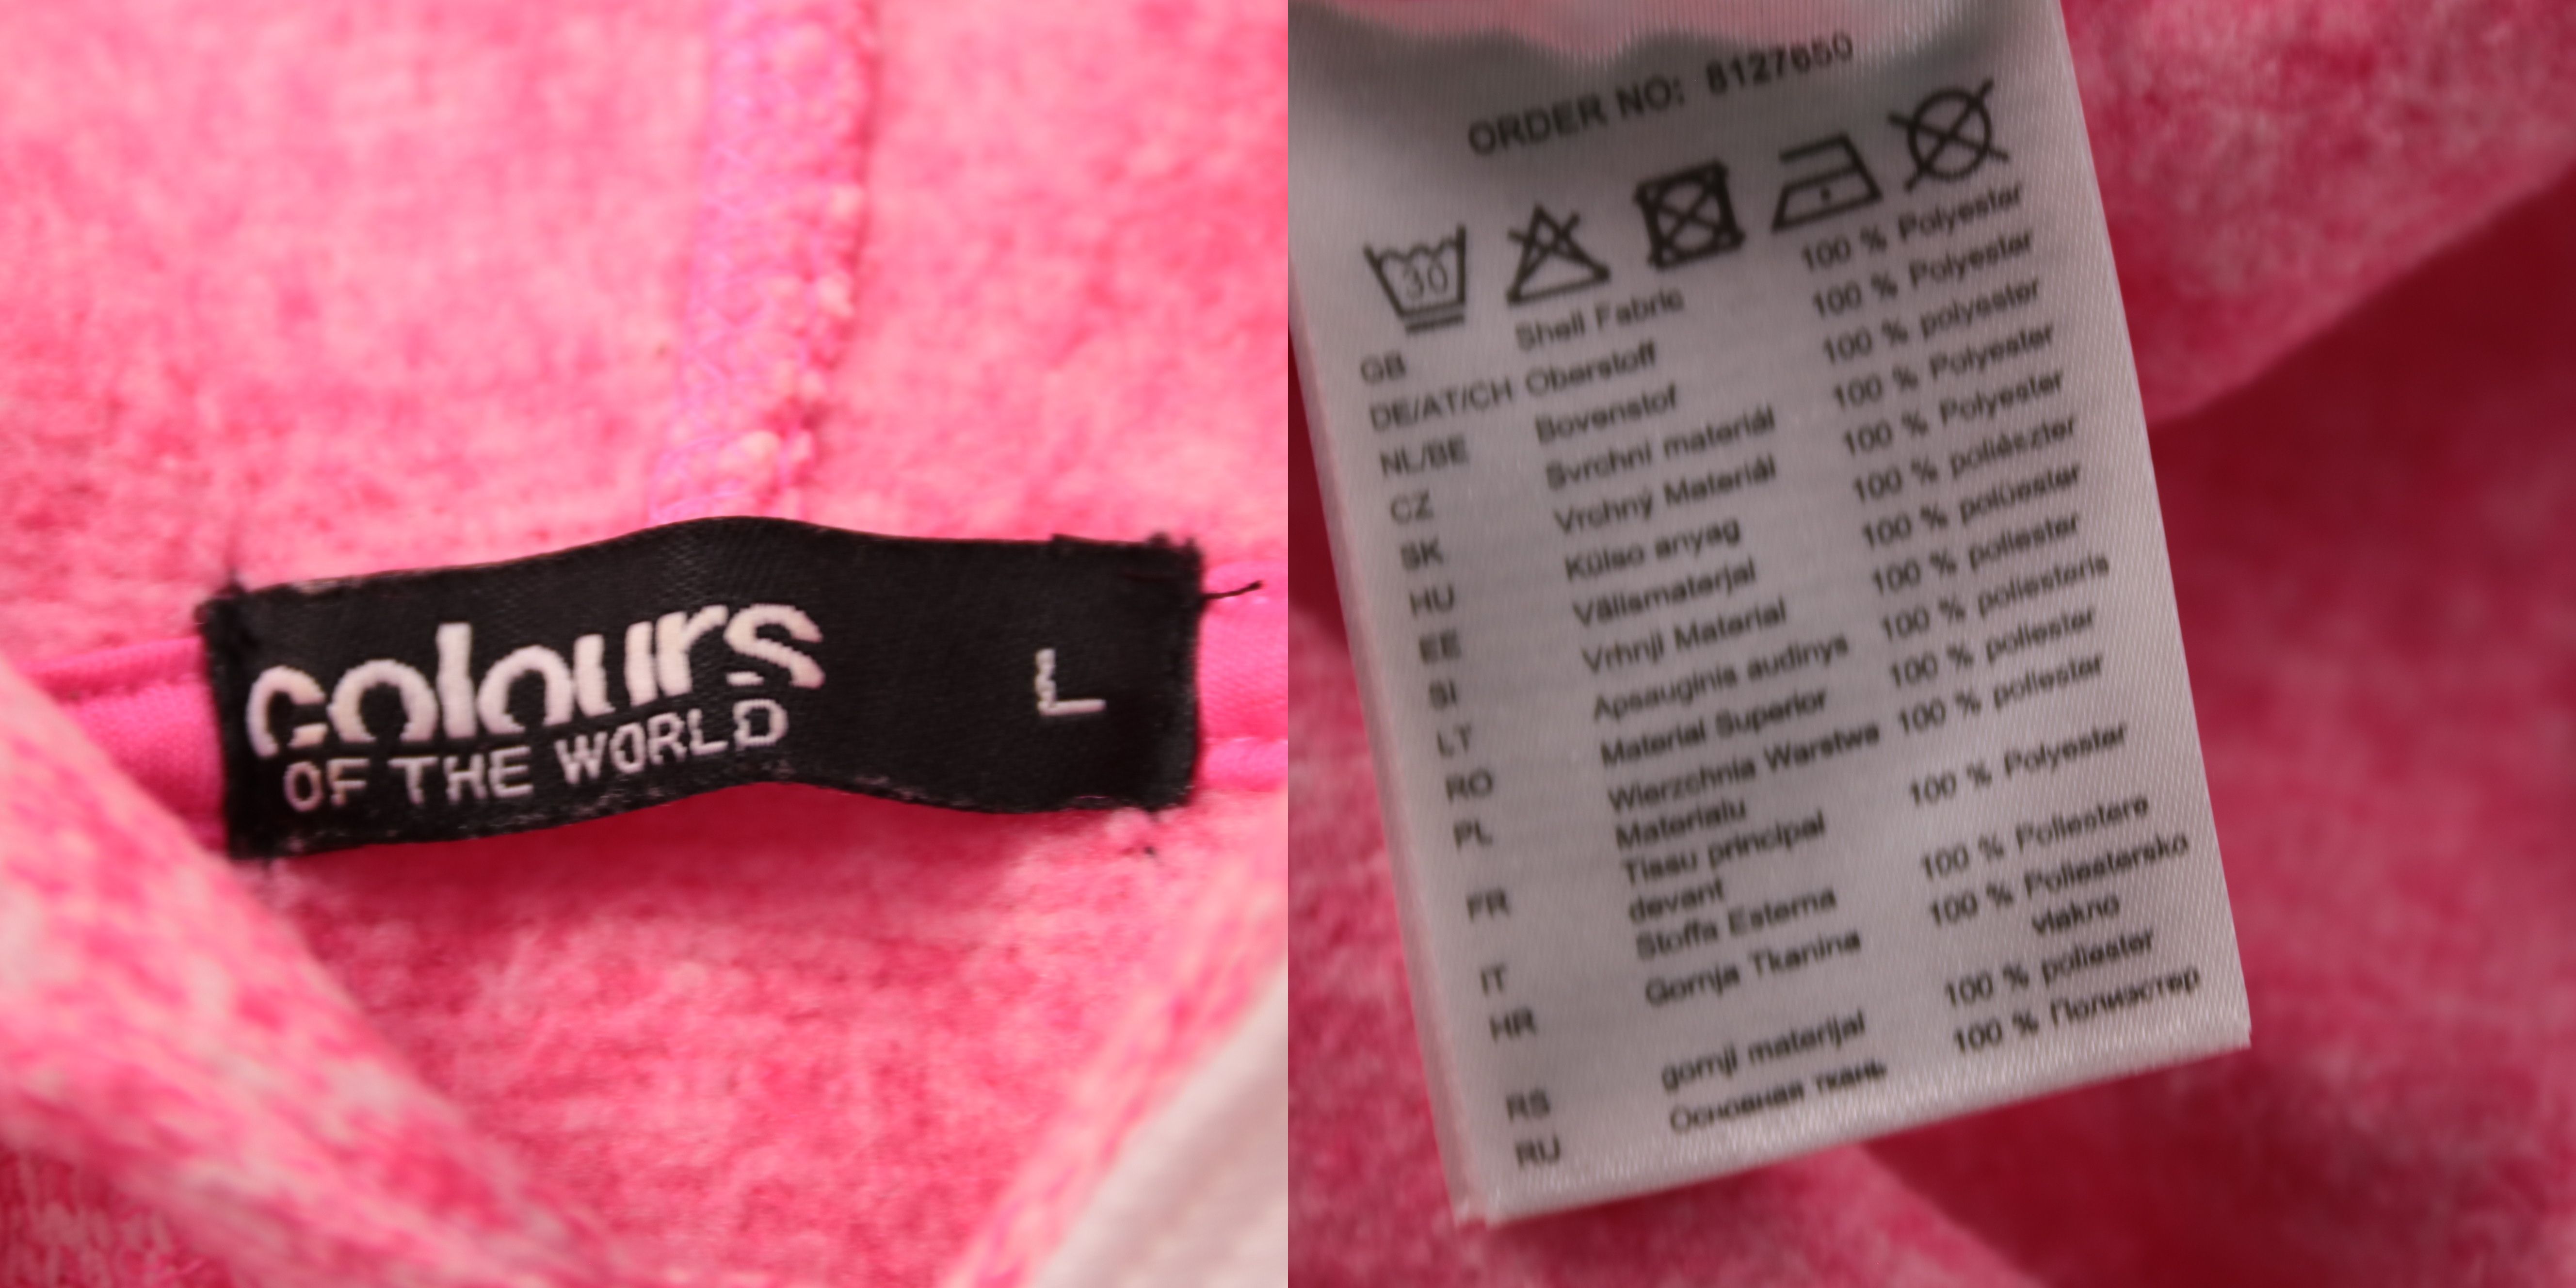 colours
OF THE WORLD
L
ORDER NO: 8127650
30
GB Shell Fabric 100 % Polyester
DE/AT/CH Oberstoff 100 % Polyester
NL/BE Bovenstof 100 % polyester
CZ Svrchní materiál 100 % Polyester
SK Vrchný Materiál 100 % Polyester
HU Külso anyag 100 % poliészter
EE Välismaterjal 100 % polüester
SI Vrhnji Material 100 % poliester
LT Apsauginis audinys 100 % poliesteris
RO Material Superior 100 % poliester
PL Wierzchnia Warstwa 100 % poliester
Materialu
FR Tissu principal 100 % Polyester
devant
IT Stoffa Esterna 100 % Poliestere
HR Gornja Tkanina 100 % Poliestersko
vlakno
RS gornji materijal 100 % poliester
RU Основная ткань 100 % Полиэстер